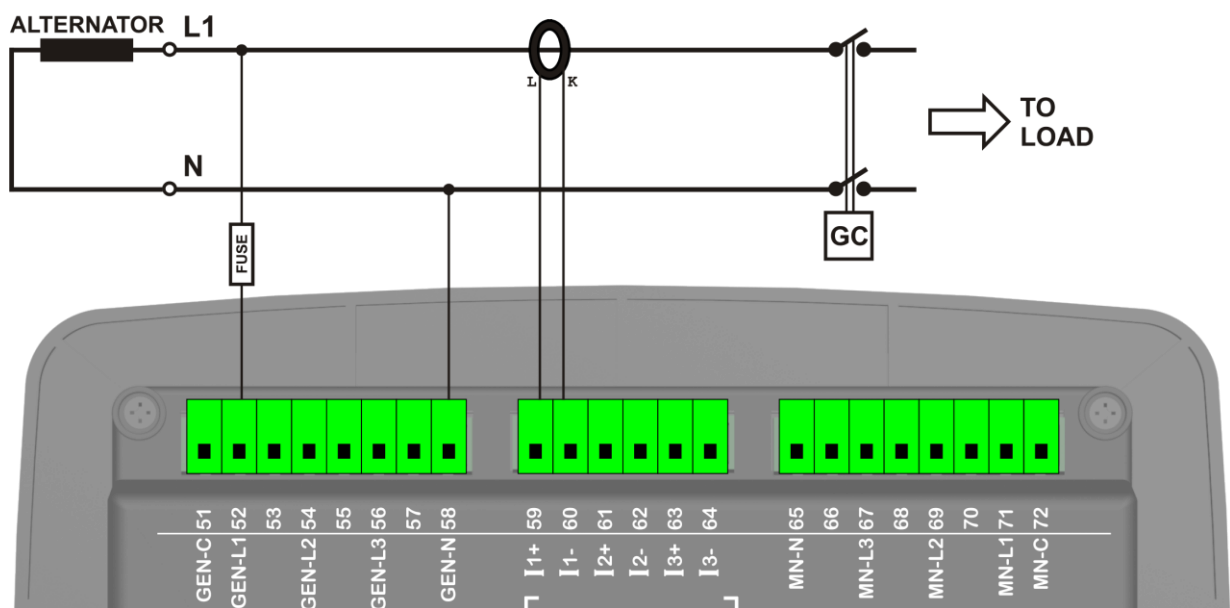 ALTERNATOR L1
L K
TO
LOAD
N
FUSE
GC
51 52 53 54 55 56 57 58 59 60 61 62 63 64 65 66 67 68 69 70 71 72
GEN-C GEN-L1 GEN-L2 GEN-L3 GEN-N I1+ I1- I2+ I2- I3+ I3- MN-N MN-L3 MN-L2 MN-L1 MN-C